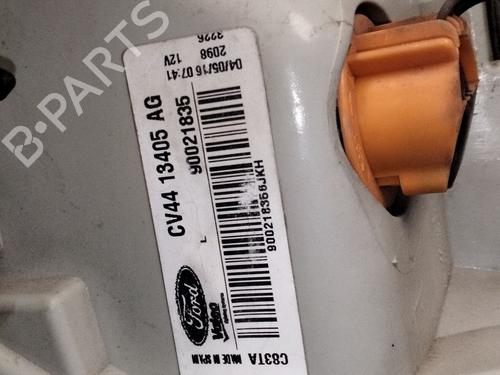 3226
2098
12V
04/05/16 07:41
CV44 13405 AG
90021835
L
900218356JKH
Ford
Valeo
C83TA
MADE IN SPAIN
B-PARTS